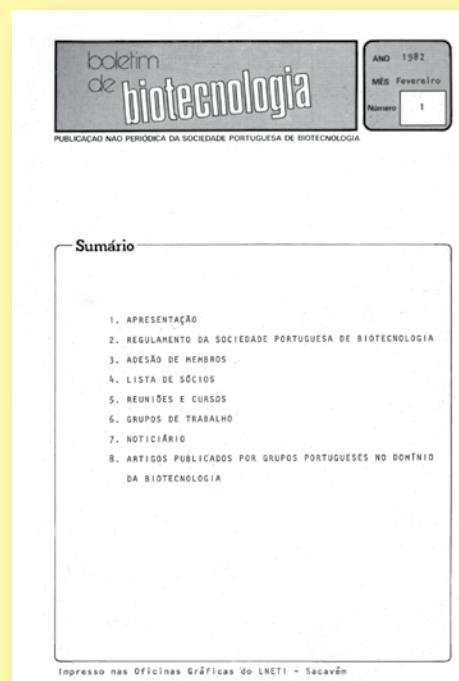 boletim
de biotecnologia
ANO 1982
MÊS Fevereiro
Número 1
PUBLICAÇAO NAO PERIÓDICA DA SOCIEDADE PORTUGUESA DE BIOTECNOLOGIA
Sumário
1. APRESENTAÇÃO
2. REGULAMENTO DA SOCIEDADE PORTUGUESA DE BIOTECNOLOGIA
3. ADESÃO DE MEMBROS
4. LISTA DE SÓCIOS
5. REUNIÕES E CURSOS
6. GRUPOS DE TRABALHO
7. NOTICIÁRIO
8. ARTIGOS PUBLICADOS POR GRUPOS PORTUGUESES NO DOMÍNIO
DA BIOTECNOLOGIA
Impresso nas Oficinas Gráficas do LNETI - Sacavém